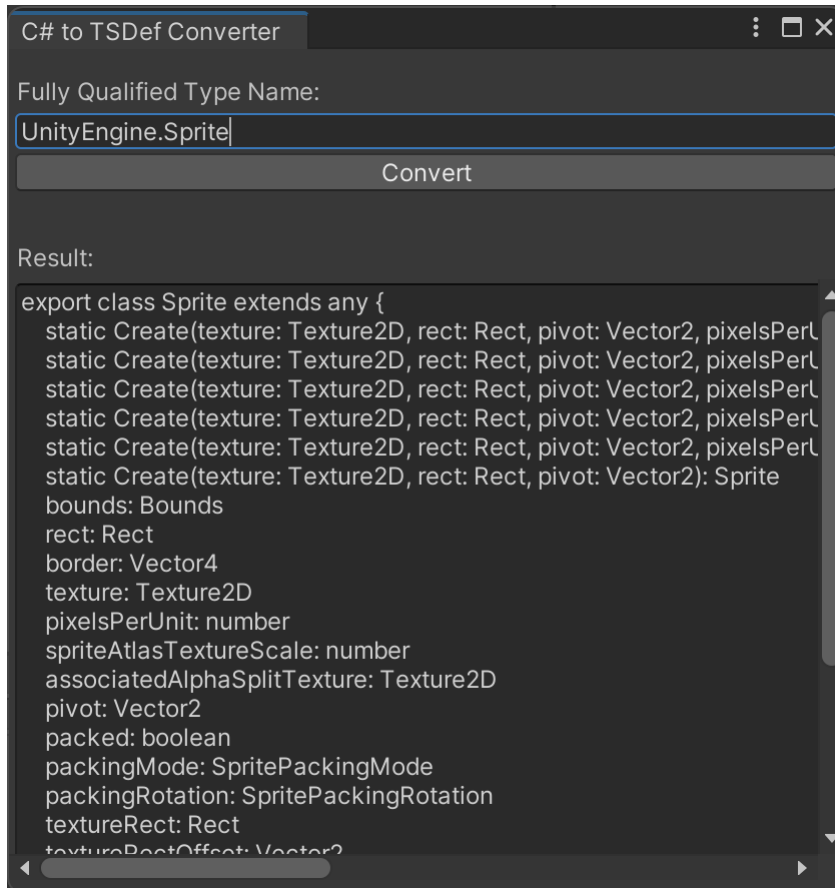 C# to TSDef Converter
Fully Qualified Type Name:
UnityEngine.Sprite
Convert
Result:
export class Sprite extends any {
static Create(texture: Texture2D, rect: Rect, pivot: Vector2, pixelsPerU
static Create(texture: Texture2D, rect: Rect, pivot: Vector2, pixelsPerU
static Create(texture: Texture2D, rect: Rect, pivot: Vector2, pixelsPerU
static Create(texture: Texture2D, rect: Rect, pivot: Vector2, pixelsPerU
static Create(texture: Texture2D, rect: Rect, pivot: Vector2, pixelsPerU
static Create(texture: Texture2D, rect: Rect, pivot: Vector2): Sprite
bounds: Bounds
rect: Rect
border: Vector4
texture: Texture2D
pixelsPerUnit: number
spriteAtlasTextureScale: number
associatedAlphaSplitTexture: Texture2D
pivot: Vector2
packed: boolean
packingMode: SpritePackingMode
packingRotation: SpritePackingRotation
textureRect: Rect
textureRectOffset: Vector2